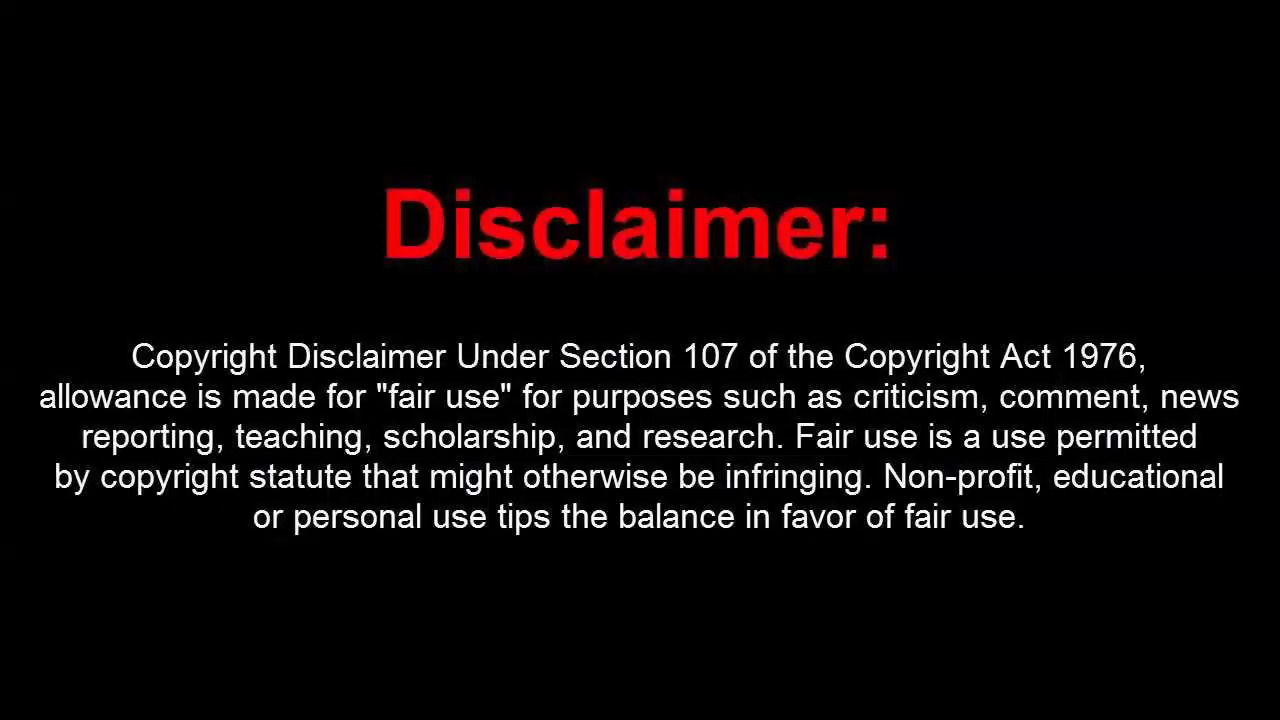 Disclaimer:
Copyright Disclaimer Under Section 107 of the Copyright Act 1976,
allowance is made for "fair use" for purposes such as criticism, comment, news
reporting, teaching, scholarship, and research. Fair use is a use permitted
by copyright statute that might otherwise be infringing. Non-profit, educational
or personal use tips the balance in favor of fair use.